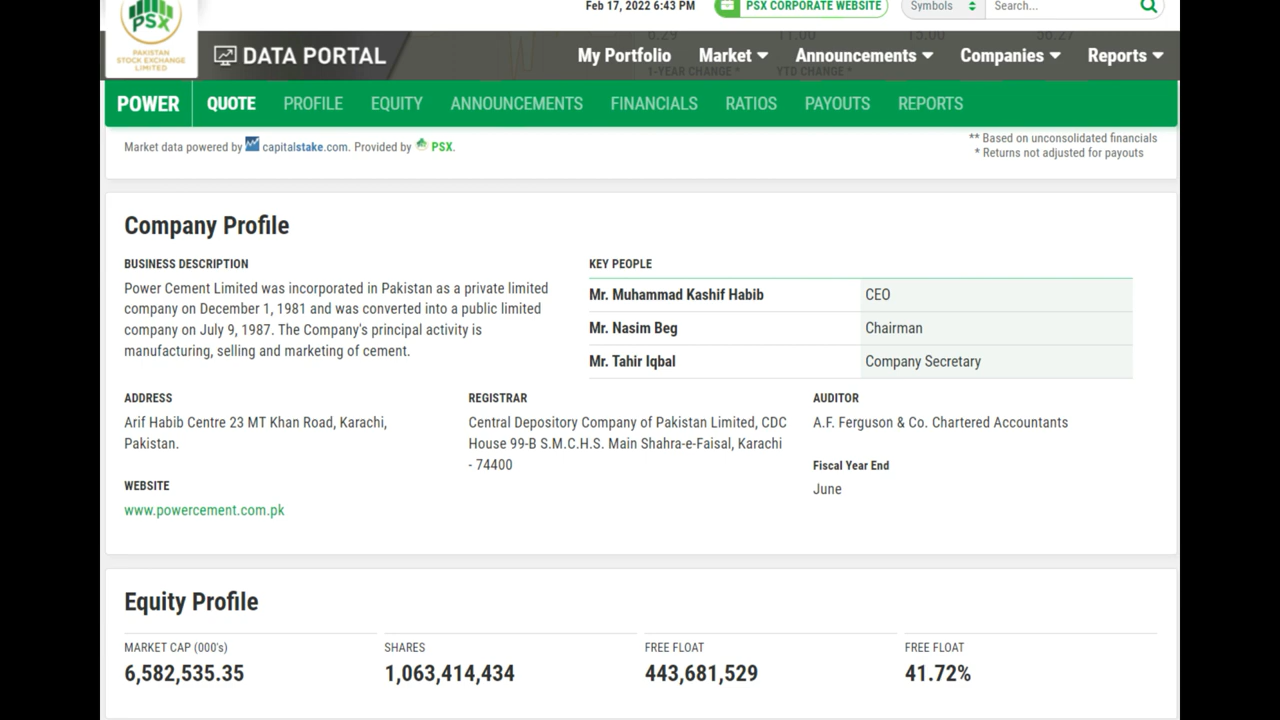 Feb 17, 2022 6:43 PM
PSX CORPORATE WEBSITE
Symbols
Search...
PSX
PAKISTAN
STOCK EXCHANGE
LIMITED
DATA PORTAL
My Portfolio
Market
Announcements
Companies
Reports
1-YEAR CHANGE *
YTD CHANGE *
POWER
QUOTE
PROFILE
EQUITY
ANNOUNCEMENTS
FINANCIALS
RATIOS
PAYOUTS
REPORTS
Market data powered by capitalstake.com. Provided by PSX.
** Based on unconsolidated financials
* Returns not adjusted for payouts
Company Profile
BUSINESS DESCRIPTION
Power Cement Limited was incorporated in Pakistan as a private limited
company on December 1, 1981 and was converted into a public limited
company on July 9, 1987. The Company's principal activity is
manufacturing, selling and marketing of cement.
KEY PEOPLE
Mr. Muhammad Kashif Habib CEO
Mr. Nasim Beg Chairman
Mr. Tahir Iqbal Company Secretary
ADDRESS
Arif Habib Centre 23 MT Khan Road, Karachi,
Pakistan.
WEBSITE
www.powercement.com.pk
REGISTRAR
Central Depository Company of Pakistan Limited, CDC
House 99-B S.M.C.H.S. Main Shahra-e-Faisal, Karachi
- 74400
AUDITOR
A.F. Ferguson & Co. Chartered Accountants
Fiscal Year End
June
Equity Profile
MARKET CAP (000's)
6,582,535.35
SHARES
1,063,414,434
FREE FLOAT
443,681,529
FREE FLOAT
41.72%